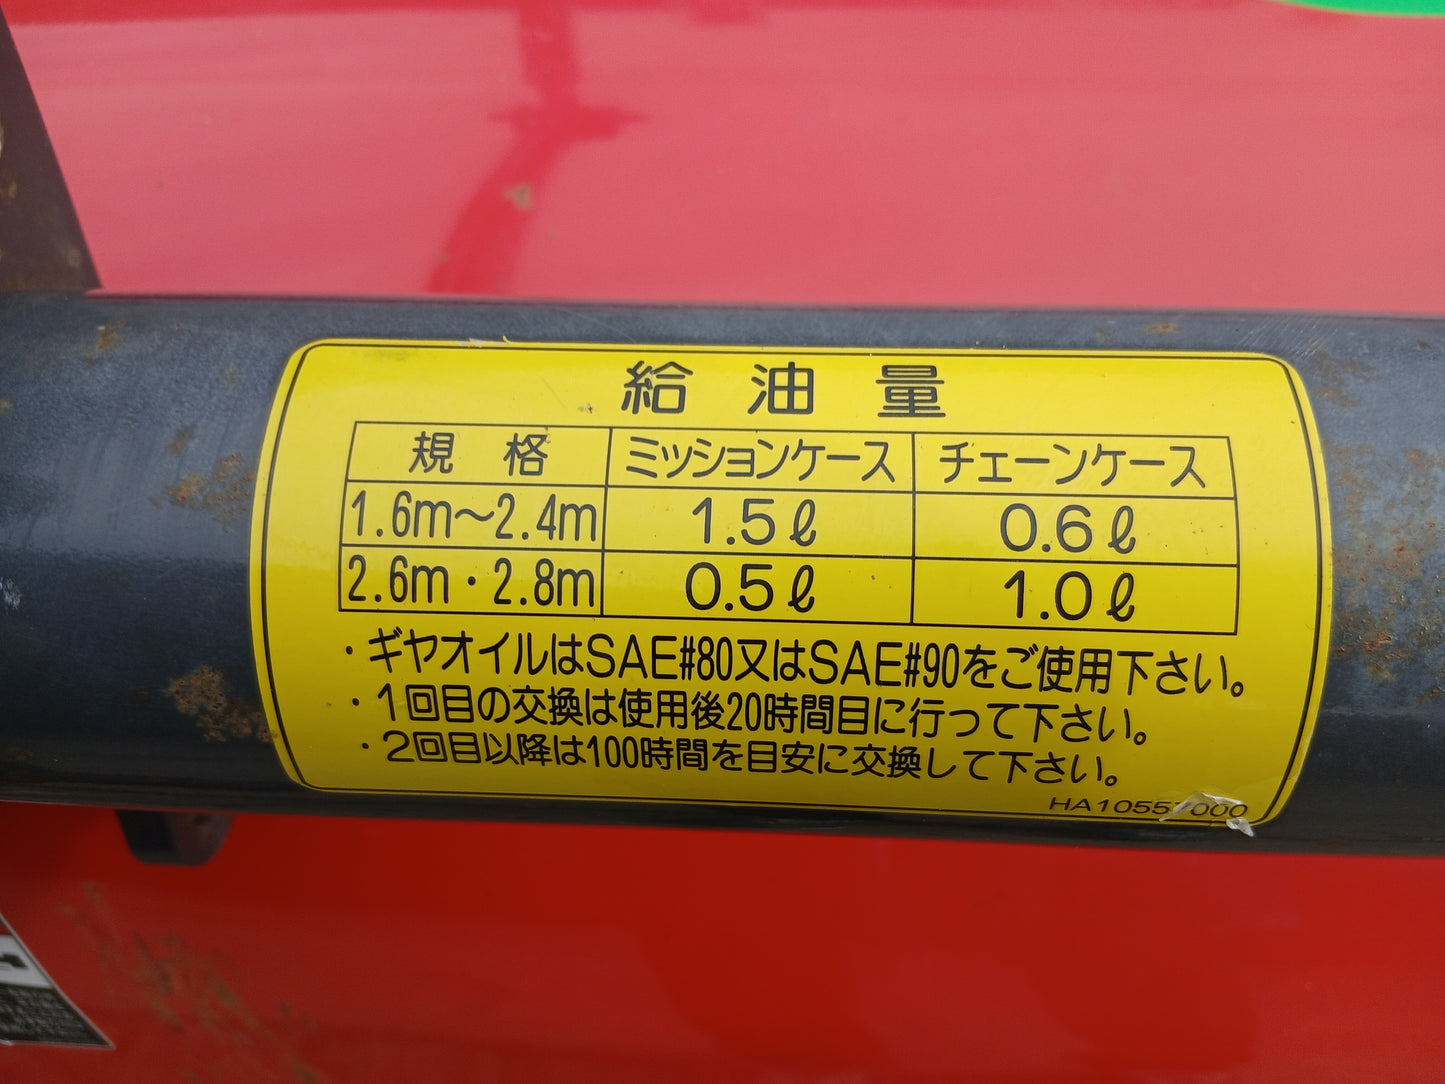 給油量
規格 ミッションケース チェーンケース
1.6m～2.4m 1.5ℓ 0.6ℓ
2.6m・2.8m 0.5ℓ 1.0ℓ
・ギヤオイルはSAE#80又はSAE#90をご使用下さい。
・1回目の交換は使用後20時間目に行って下さい。
・2回目以降は100時間を目安に交換して下さい。
HA10557000